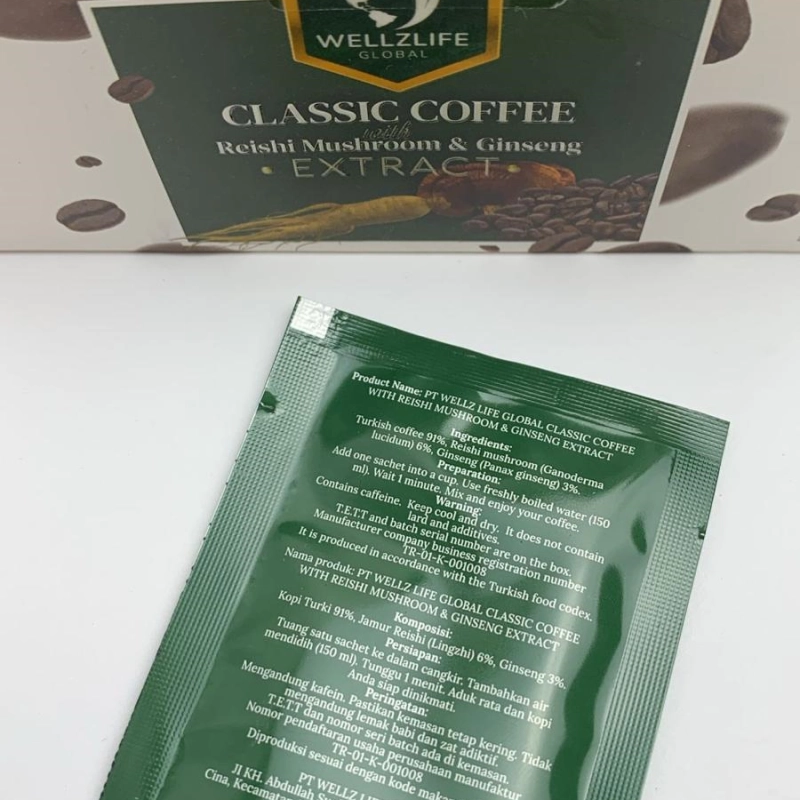 WELLZLIFE
GLOBAL
CLASSIC COFFEE
with
Reishi Mushroom & Ginseng
• EXTRACT •
Product Name: PT WELLZ LIFE GLOBAL CLASSIC COFFEE
WITH REISHI MUSHROOM & GINSENG EXTRACT
Ingredients:
Turkish coffee 91%, Reishi mushroom (Ganoderma
lucidum) 6%, Ginseng (Panax ginseng) 3%.
Preparation:
Add one sachet into a cup. Use freshly boiled water (150
ml). Wait 1 minute. Mix and enjoy your coffee.
Warning:
Contains caffeine. Keep cool and dry. It does not contain
lard and additives.
T.E.T.T and batch serial number are on the box.
Manufacturer company business registration number
TR-01-K-001008
It is produced in accordance with the Turkish food codex.
Nama produk: PT WELLZ LIFE GLOBAL CLASSIC COFFEE
WITH REISHI MUSHROOM & GINSENG EXTRACT
Komposisi:
Kopi Turki 91%, Jamur Reishi (Lingzhi) 6%, Ginseng 3%.
Persiapan:
Tuang satu sachet ke dalam cangkir. Tambahkan air
mendidih (150 ml). Tunggu 1 menit. Aduk rata dan kopi
Anda siap dinikmati.
Peringatan:
Mengandung kafein. Pastikan kemasan tetap kering. Tidak
mengandung lemak babi dan zat adiktif.
T.E.T.T dan nomor seri batch ada di kemasan.
Nomor pendaftaran usaha perusahaan manufaktur
TR-01-K-001008
Diproduksi sesuai dengan kode
PT WELLZ LIFE
Jl KH. Abdullah
Cina,